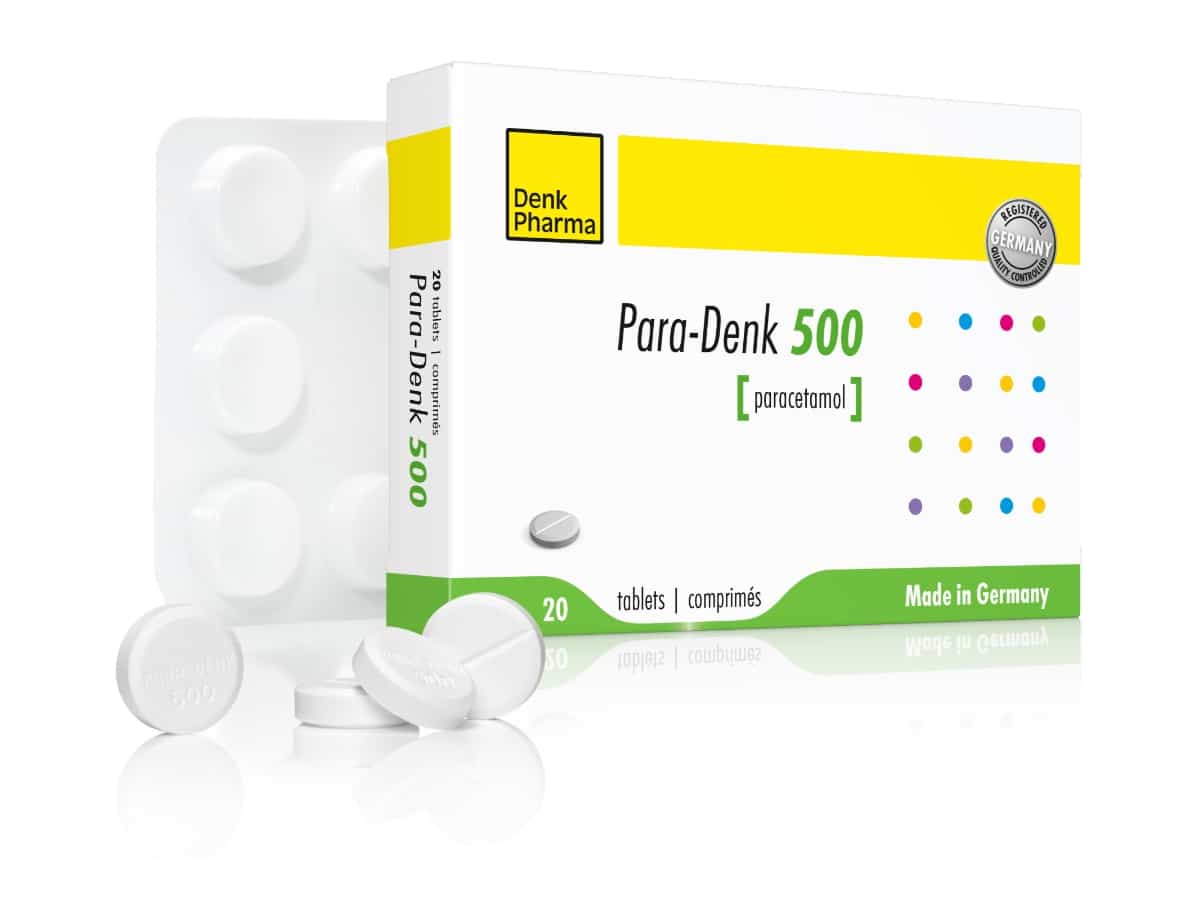 Denk
Pharma
REGISTERED
GERMANY
QUALITY CONTROLLED
Para-Denk 500
[paracetamol]
20 tablets | comprimés
Made in Germany
20 tablets | comprimés
Para-Denk 500
500